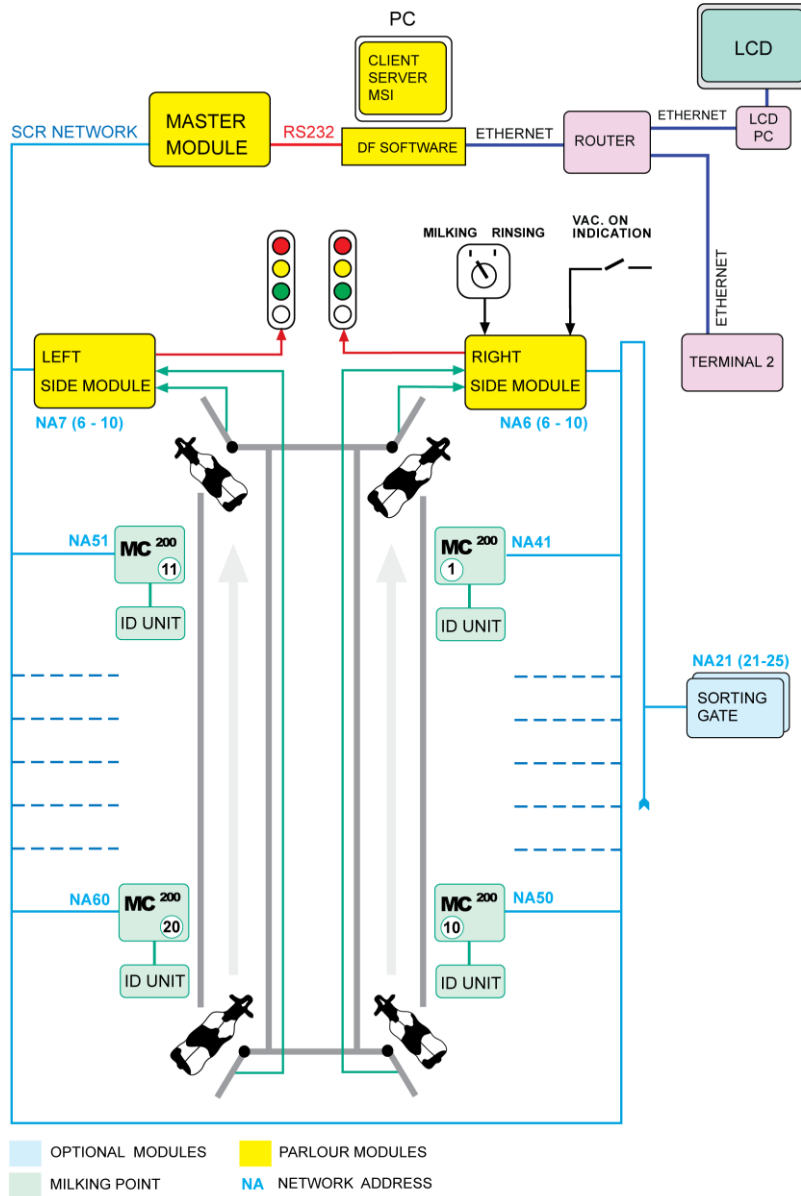 PC
LCD
CLIENT
SERVER
MSI
SCR NETWORK
MASTER
MODULE
RS232
DF SOFTWARE
ETHERNET
ROUTER
ETHERNET
LCD
PC
ETHERNET
MILKING RINSING
VAC. ON
INDICATION
LEFT
SIDE MODULE
RIGHT
SIDE MODULE
TERMINAL 2
NA7 (6 - 10)
NA6 (6 - 10)
NA51
MC 200
11
ID UNIT
MC 200
1
NA41
ID UNIT
NA21 (21-25)
SORTING
GATE
NA60
MC 200
20
ID UNIT
MC 200
10
NA50
ID UNIT
OPTIONAL MODULES
PARLOUR MODULES
MILKING POINT
NA NETWORK ADDRESS